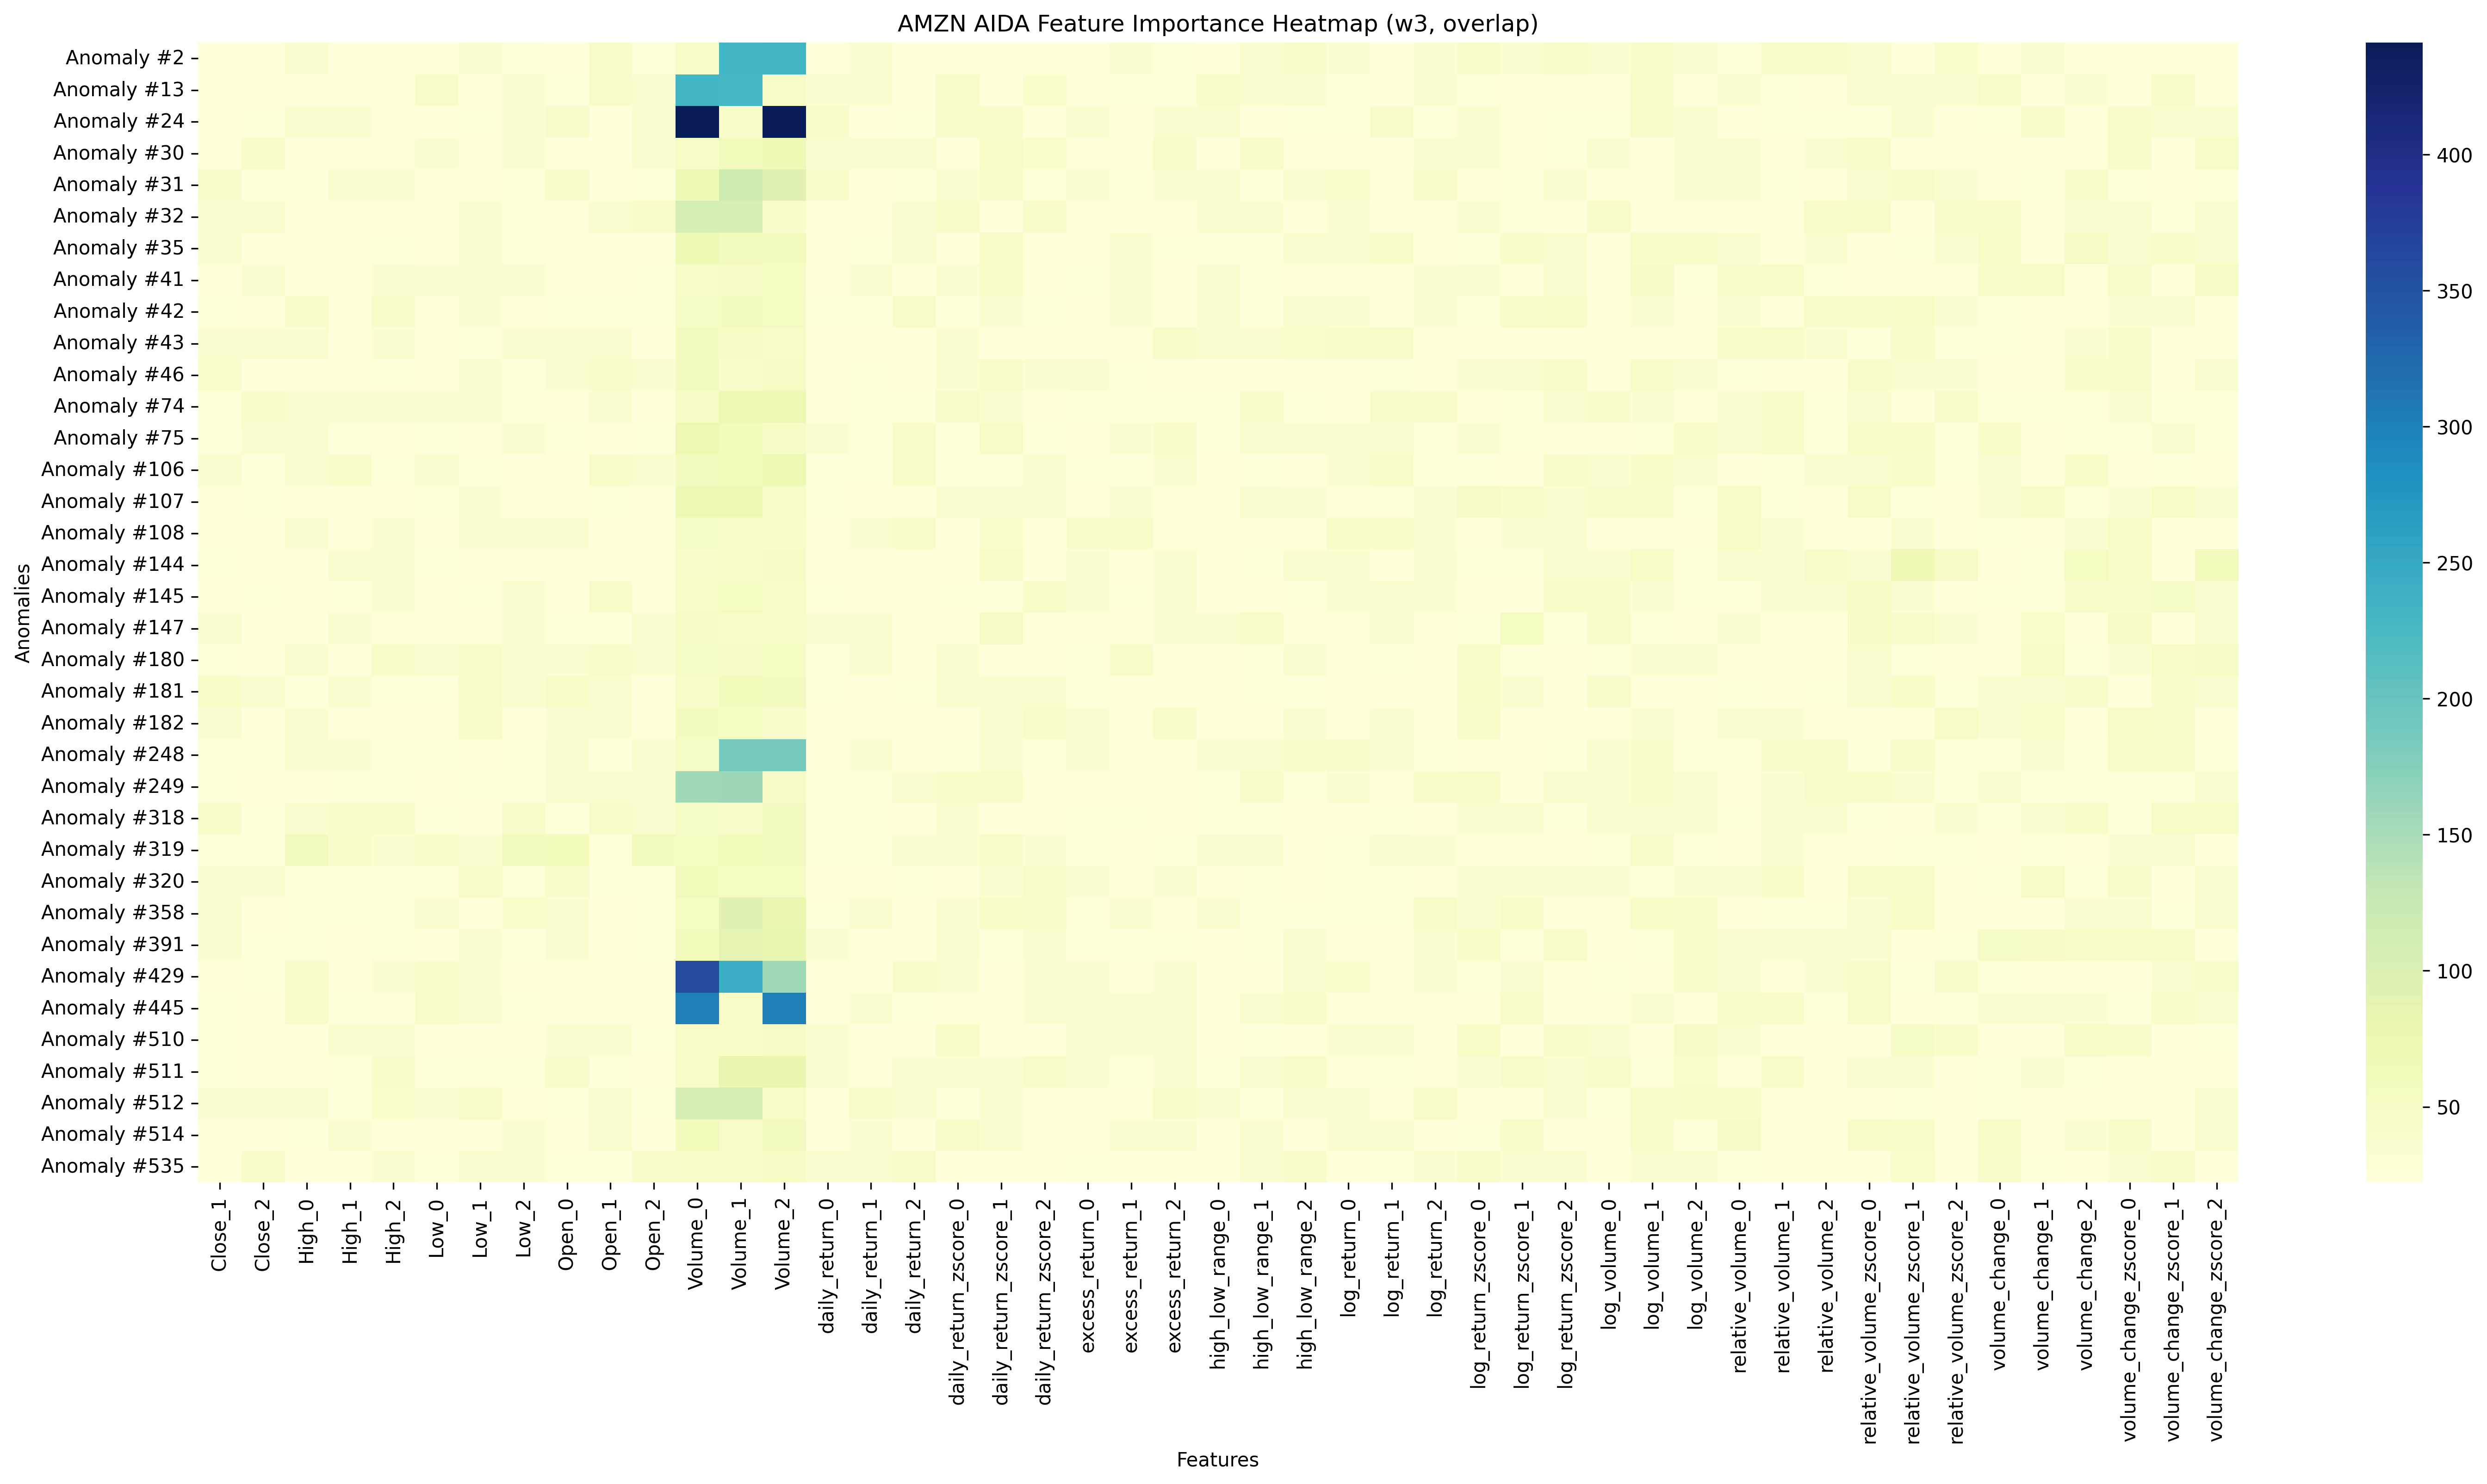 AMZN AIDA Feature Importance Heatmap (w3, overlap)
Anomaly #2
Anomaly #13
Anomaly #24
Anomaly #30
Anomaly #31
Anomaly #32
Anomaly #35
Anomaly #41
Anomaly #42
Anomaly #43
Anomaly #46
Anomaly #74
Anomaly #75
Anomaly #106
Anomaly #107
Anomaly #108
Anomaly #144
Anomaly #145
Anomaly #147
Anomaly #180
Anomaly #181
Anomaly #182
Anomaly #248
Anomaly #249
Anomaly #318
Anomaly #319
Anomaly #320
Anomaly #358
Anomaly #391
Anomaly #429
Anomaly #445
Anomaly #510
Anomaly #511
Anomaly #512
Anomaly #514
Anomaly #535
Anomalies
Close_1
Close_2
High_0
High_1
High_2
Low_0
Low_1
Low_2
Open_0
Open_1
Open_2
Volume_0
Volume_1
Volume_2
daily_return_0
daily_return_1
daily_return_2
daily_return_zscore_0
daily_return_zscore_1
daily_return_zscore_2
excess_return_0
excess_return_1
excess_return_2
high_low_range_0
high_low_range_1
high_low_range_2
log_return_0
log_return_1
log_return_2
log_return_zscore_0
log_return_zscore_1
log_return_zscore_2
log_volume_0
log_volume_1
log_volume_2
relative_volume_0
relative_volume_1
relative_volume_2
relative_volume_zscore_0
relative_volume_zscore_1
relative_volume_zscore_2
volume_change_0
volume_change_1
volume_change_2
volume_change_zscore_0
volume_change_zscore_1
volume_change_zscore_2
Features
400
350
300
250
200
150
100
50